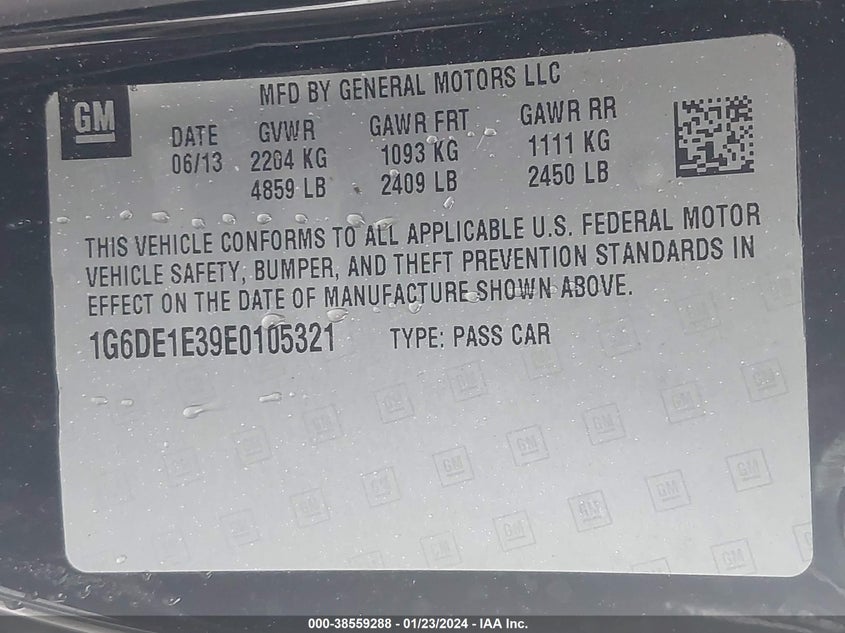 GM
MFD BY GENERAL MOTORS LLC
DATE GVWR GAWR FRT GAWR RR
06/13 2204 KG 1093 KG 1111 KG
4859 LB 2409 LB 2450 LB
THIS VEHICLE CONFORMS TO ALL APPLICABLE U.S. FEDERAL MOTOR
VEHICLE SAFETY, BUMPER, AND THEFT PREVENTION STANDARDS IN
EFFECT ON THE DATE OF MANUFACTURE SHOWN ABOVE.
1G6DE1E39E0105321 TYPE: PASS CAR
000-38559288 - 01/23/2024 - IAA Inc.